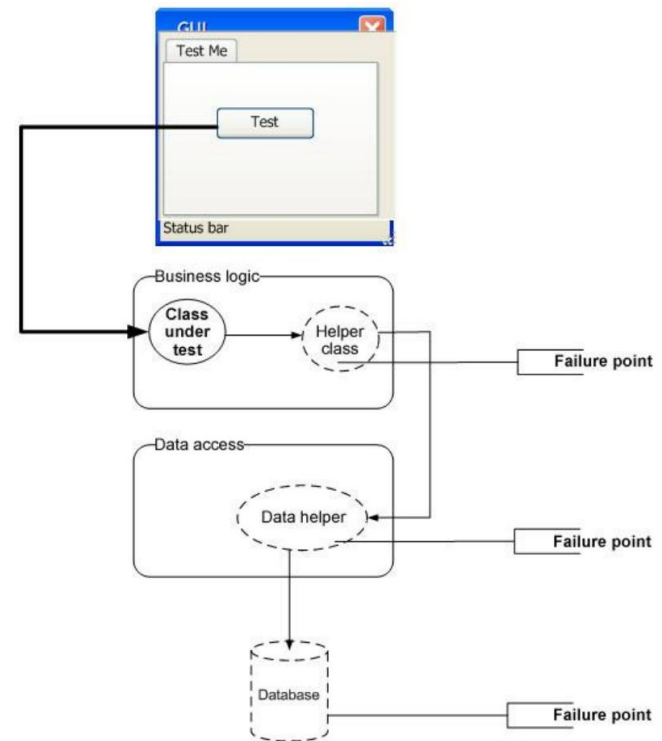 GUI
Test Me
Test
Status bar
Business logic
Class
under
test
Helper
class
Failure point
Data access
Data helper
Failure point
Database
Failure point